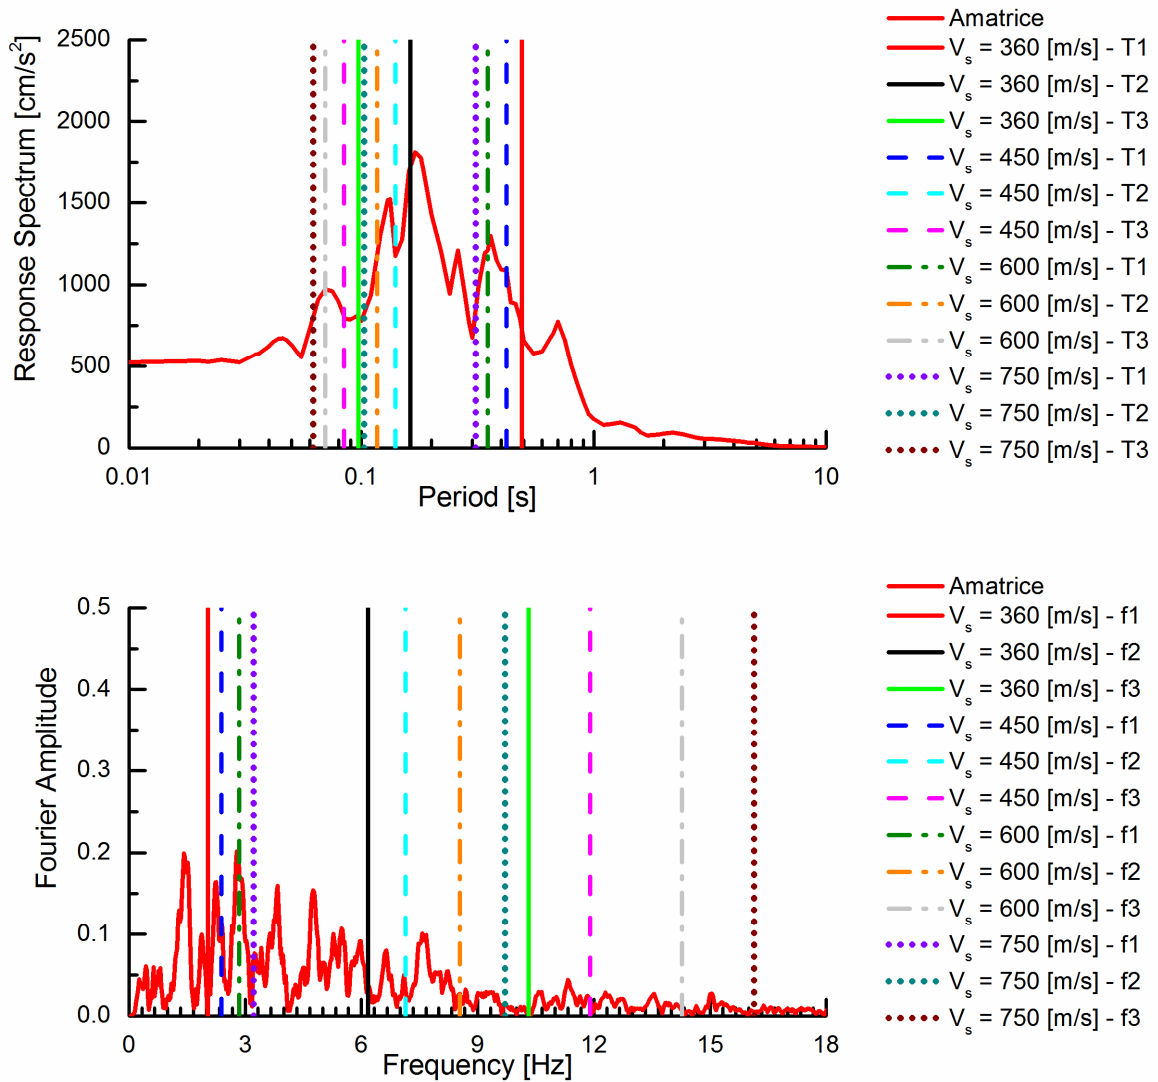 Response Spectrum [cm/s²]
2500
2000
1500
1000
500
0
0.01
0.1
1
10
Period [s]
Amatrice
Vs = 360 [m/s] - T1
Vs = 360 [m/s] - T2
Vs = 360 [m/s] - T3
Vs = 450 [m/s] - T1
Vs = 450 [m/s] - T2
Vs = 450 [m/s] - T3
Vs = 600 [m/s] - T1
Vs = 600 [m/s] - T2
Vs = 600 [m/s] - T3
Vs = 750 [m/s] - T1
Vs = 750 [m/s] - T2
Vs = 750 [m/s] - T3
Fourier Amplitude
0.5
0.4
0.3
0.2
0.1
0.0
0
3
6
9
12
15
18
Frequency [Hz]
Amatrice
Vs = 360 [m/s] - f1
Vs = 360 [m/s] - f2
Vs = 360 [m/s] - f3
Vs = 450 [m/s] - f1
Vs = 450 [m/s] - f2
Vs = 450 [m/s] - f3
Vs = 600 [m/s] - f1
Vs = 600 [m/s] - f2
Vs = 600 [m/s] - f3
Vs = 750 [m/s] - f1
Vs = 750 [m/s] - f2
Vs = 750 [m/s] - f3